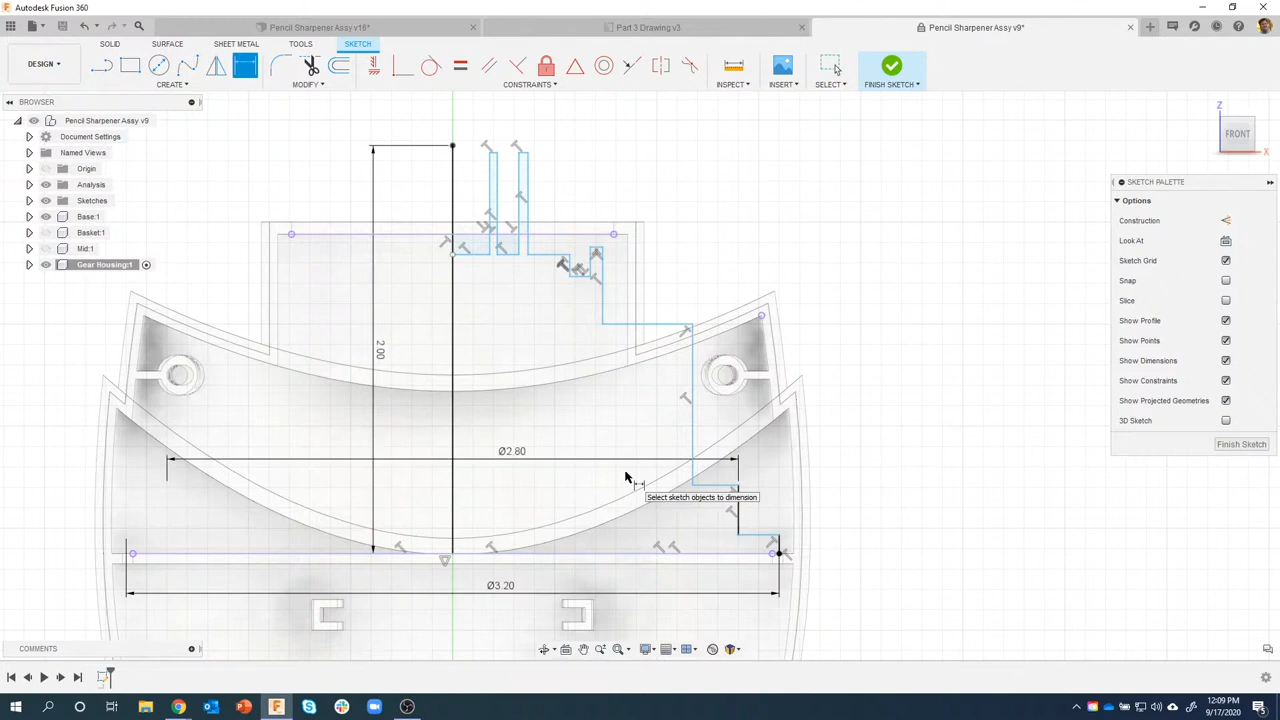 Autodesk Fusion 360
Pencil Sharpener Assy v16*
Part 3 Drawing v3
Pencil Sharpener Assy v9*
SOLID
SURFACE
SHEET METAL
TOOLS
SKETCH
DESIGN
CREATE
MODIFY
CONSTRAINTS
INSPECT
INSERT
SELECT
FINISH SKETCH
BROWSER
Pencil Sharpener Assy v9
Document Settings
Named Views
Origin
Analysis
Sketches
Base:1
Basket:1
Mid:1
Gear Housing:1
Z
FRONT
X
SKETCH PALETTE
Options
Construction
Look At
Sketch Grid
Snap
Slice
Show Profile
Show Points
Show Dimensions
Show Constraints
Show Projected Geometries
3D Sketch
Finish Sketch
2.00
Ø2.80
Select sketch objects to dimension
Ø3.20
COMMENTS
12:09 PM
9/17/2020